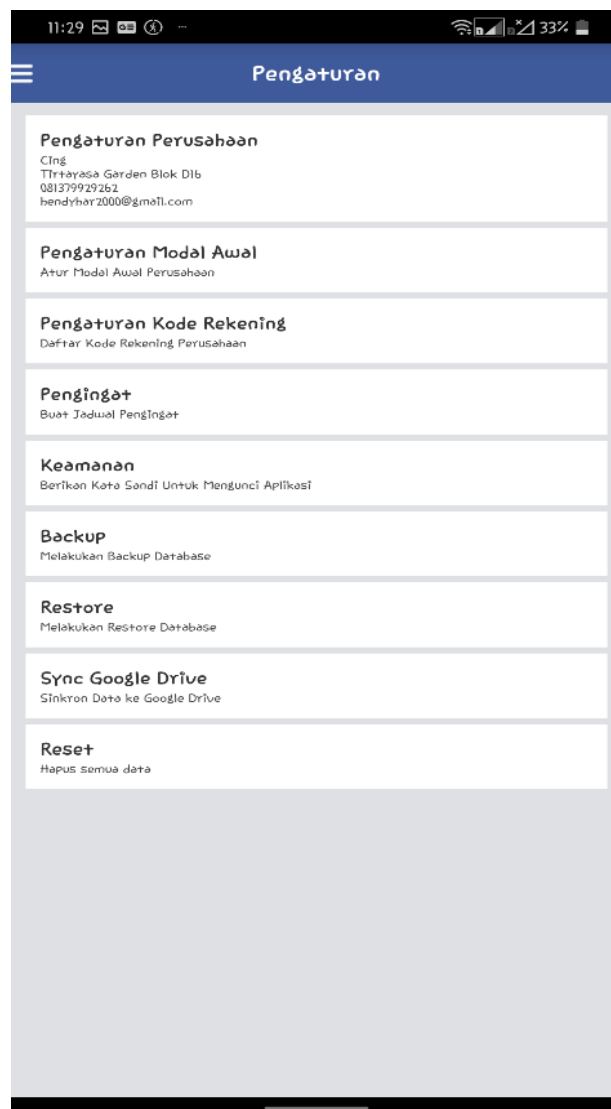 11:29
33%
Pengaturan
Pengaturan Perusahaan
Cing
Tirtayasa Garden Blok D16
081379929262
hendyhar2000@gmail.com
Pengaturan Modal Awal
Atur Modal Awal Perusahaan
Pengaturan Kode Rekening
Daftar Kode Rekening Perusahaan
Pengingat
Buat Jadwal Pengingat
Keamanan
Berikan Kata Sandi Untuk Mengunci Aplikasi
Backup
Melakukan Backup Database
Restore
Melakukan Restore Database
Sync Google Drive
Sinkron Data ke Google Drive
Reset
Hapus semua data